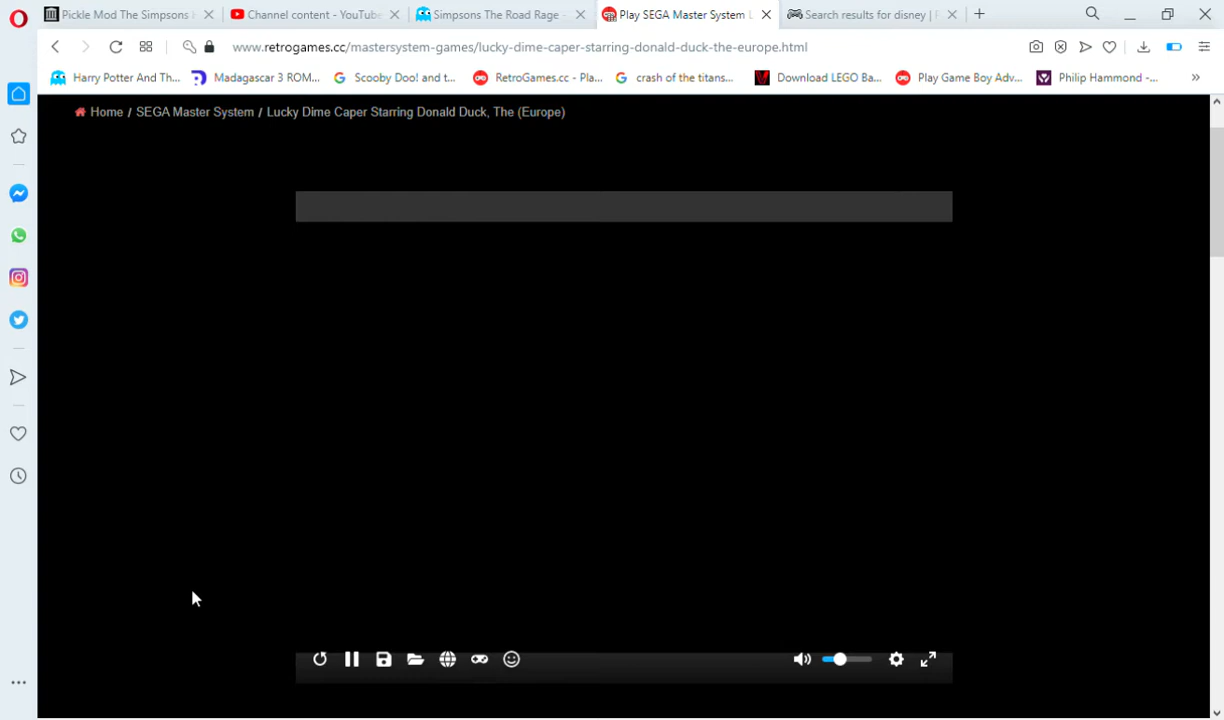 Pickle Mod The Simpsons
Channel content - YouTube
Simpsons The Road Rage -
Play SEGA Master System L
Search results for disney |
www.retrogames.cc/mastersystem-games/lucky-dime-caper-starring-donald-duck-the-europe.html
Harry Potter And Th...
Madagascar 3 ROM...
Scooby Doo! and t...
RetroGames.cc - Pla...
crash of the titans...
Download LEGO Ba...
Play Game Boy Adv...
Philip Hammond -...
Home / SEGA Master System / Lucky Dime Caper Starring Donald Duck, The (Europe)